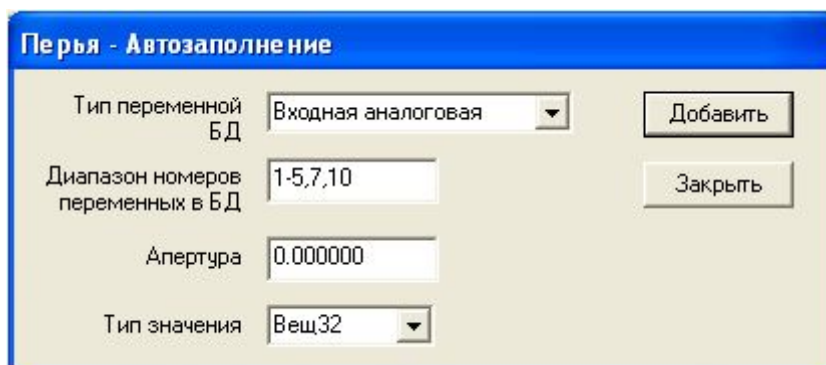 Перья - Автозаполнение
Тип переменной
БД
Входная аналоговая
Добавить
Диапазон номеров
переменных в БД
1-5,7,10
Закрыть
Апертура
0.000000
Тип значения
Вещ32